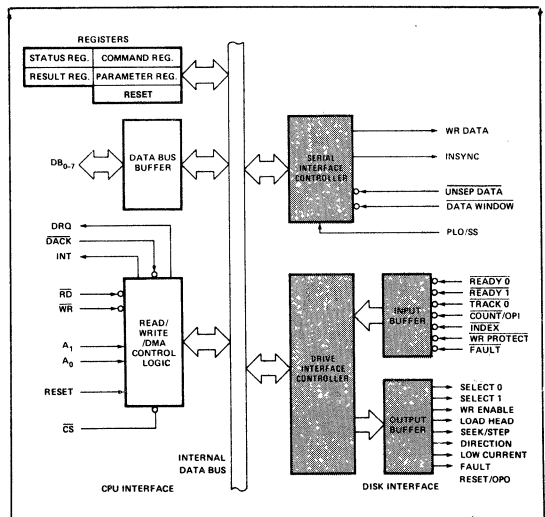 REGISTERS
STATUS REG. COMMAND REG.
RESULT REG. PARAMETER REG.
RESET
DB0-7
DATA BUS
BUFFER
DRQ
DACK
INT
RD
WR
A1
A0
RESET
CS
READ/
WRITE
/DMA
CONTROL
LOGIC
INTERNAL
DATA BUS
CPU INTERFACE
SERIAL
INTERFACE
CONTROLLER
WR DATA
INSYNC
UNSEP DATA
DATA WINDOW
PLO/SS
DRIVE
INTERFACE
CONTROLLER
INPUT
BUFFER
READY 0
READY 1
TRACK 0
COUNT/OPI
INDEX
WR PROTECT
FAULT
OUTPUT
BUFFER
SELECT 0
SELECT 1
WR ENABLE
LOAD HEAD
SEEK/STEP
DIRECTION
LOW CURRENT
FAULT
RESET/OPO
DISK INTERFACE